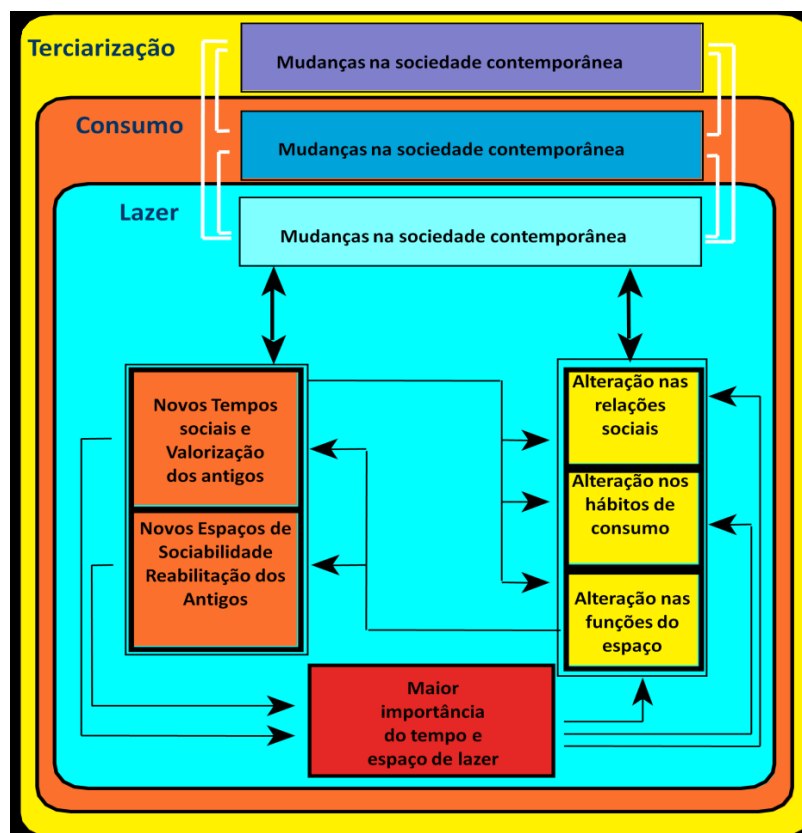 Terciarização
Mudanças na sociedade contemporânea
Consumo
Mudanças na sociedade contemporânea
Lazer
Mudanças na sociedade contemporânea
Novos Tempos
sociais e
Valorização
dos antigos
Novos Espaços de
Sociabilidade
Reabilitação dos
Antigos
Alteração nas
relações
sociais
Alteração nos
hábitos de
consumo
Alteração nas
funções do
espaço
Maior
importância
do tempo e
espaço de lazer